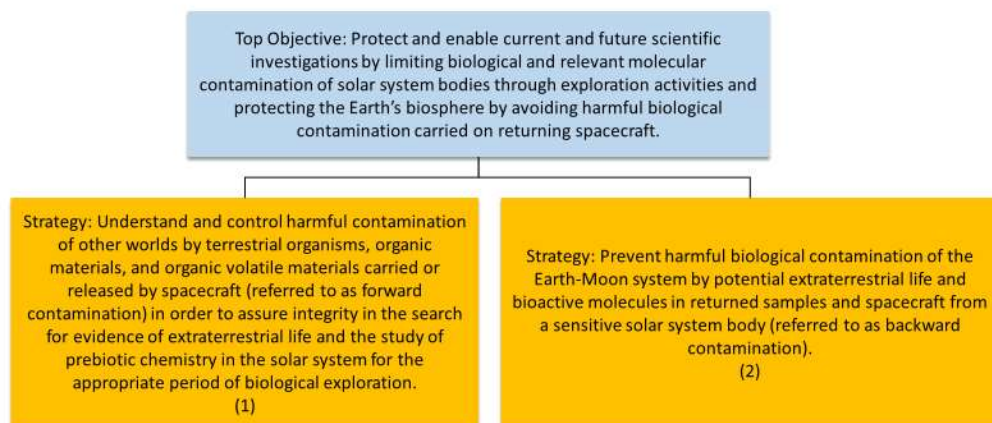 Top Objective: Protect and enable current and future scientific
investigations by limiting biological and relevant molecular
contamination of solar system bodies through exploration activities and
protecting the Earth's biosphere by avoiding harmful biological
contamination carried on returning spacecraft.
Strategy: Understand and control harmful contamination
of other worlds by terrestrial organisms, organic
materials, and organic volatile materials carried or
released by spacecraft (referred to as forward
contamination) in order to assure integrity in the search
for evidence of extraterrestrial life and the study of
prebiotic chemistry in the solar system for the
appropriate period of biological exploration.
(1)
Strategy: Prevent harmful biological contamination of the
Earth-Moon system by potential extraterrestrial life and
bioactive molecules in returned samples and spacecraft from
a sensitive solar system body (referred to as backward
contamination).
(2)